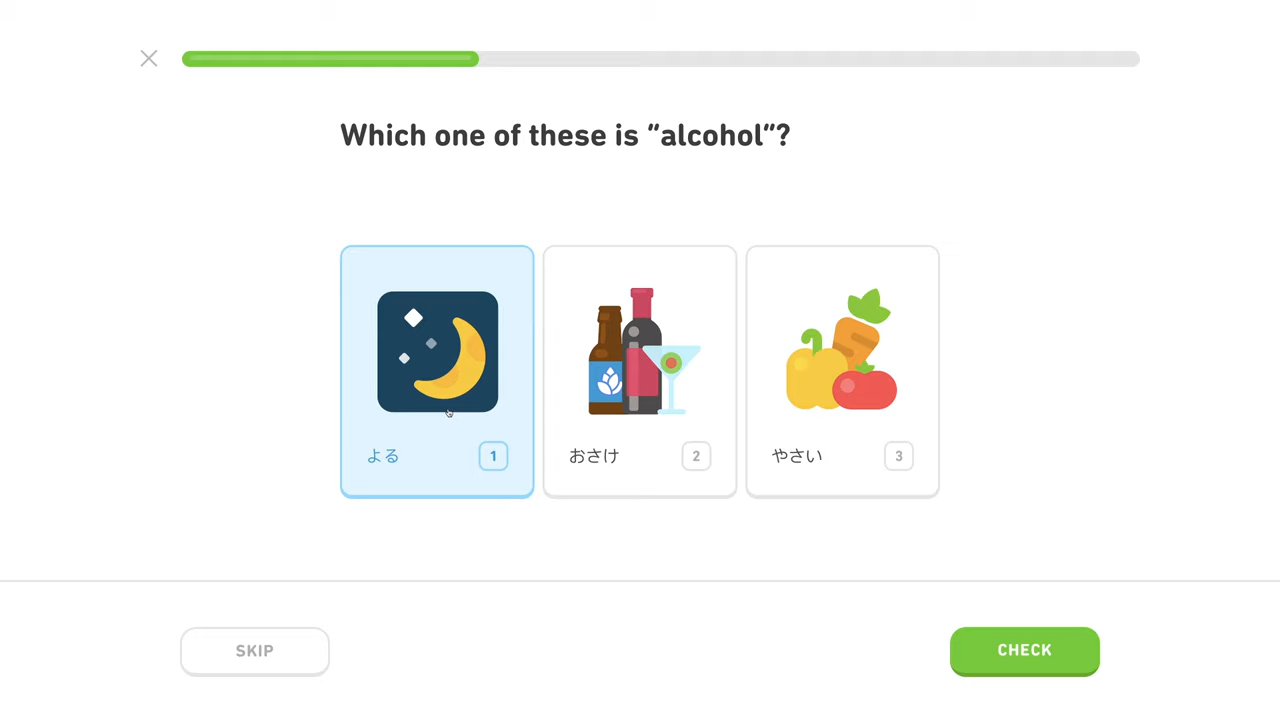 Which one of these is “alcohol”?
よる 1
おさけ 2
やさい 3
SKIP
CHECK